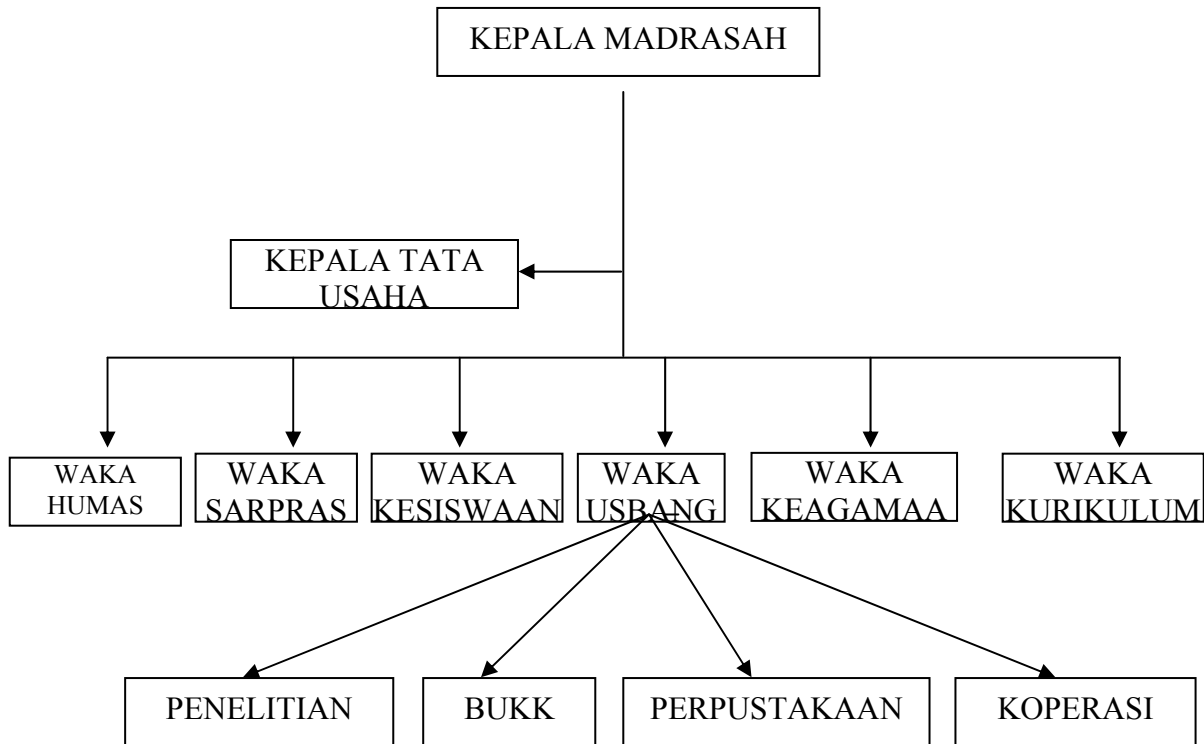 KEPALA MADRASAH
KEPALA TATA
USAHA
WAKA
HUMAS
WAKA
SARPRAS
WAKA
KESISWAAN
WAKA
USBANG
WAKA
KEAGAMAA
WAKA
KURIKULUM
PENELITIAN
BUKK
PERPUSTAKAAN
KOPERASI